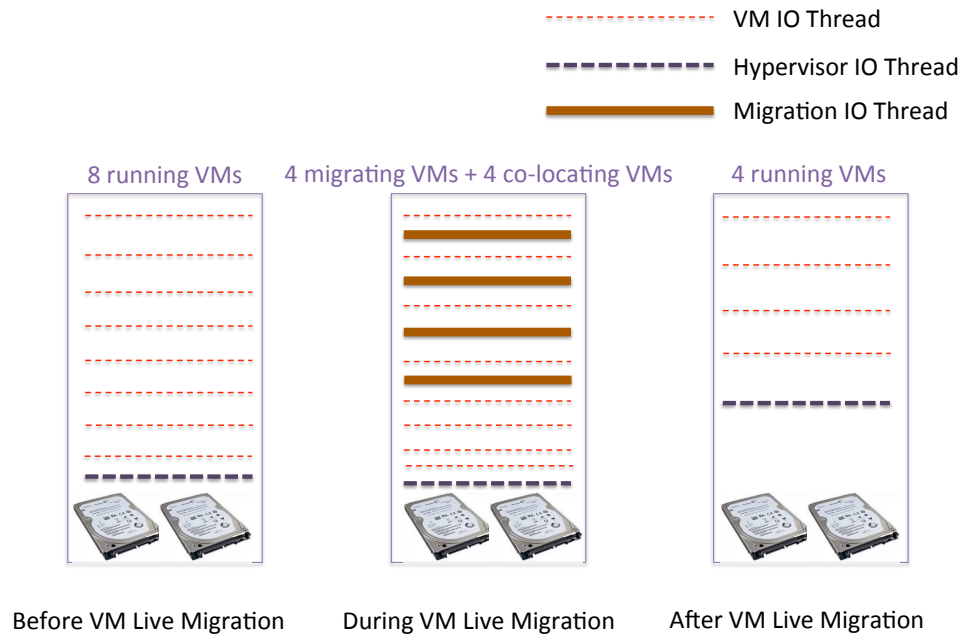 VM IO Thread
Hypervisor IO Thread
Migration IO Thread
8 running VMs
4 migrating VMs + 4 co-locating VMs
4 running VMs
Before VM Live Migration
During VM Live Migration
After VM Live Migration